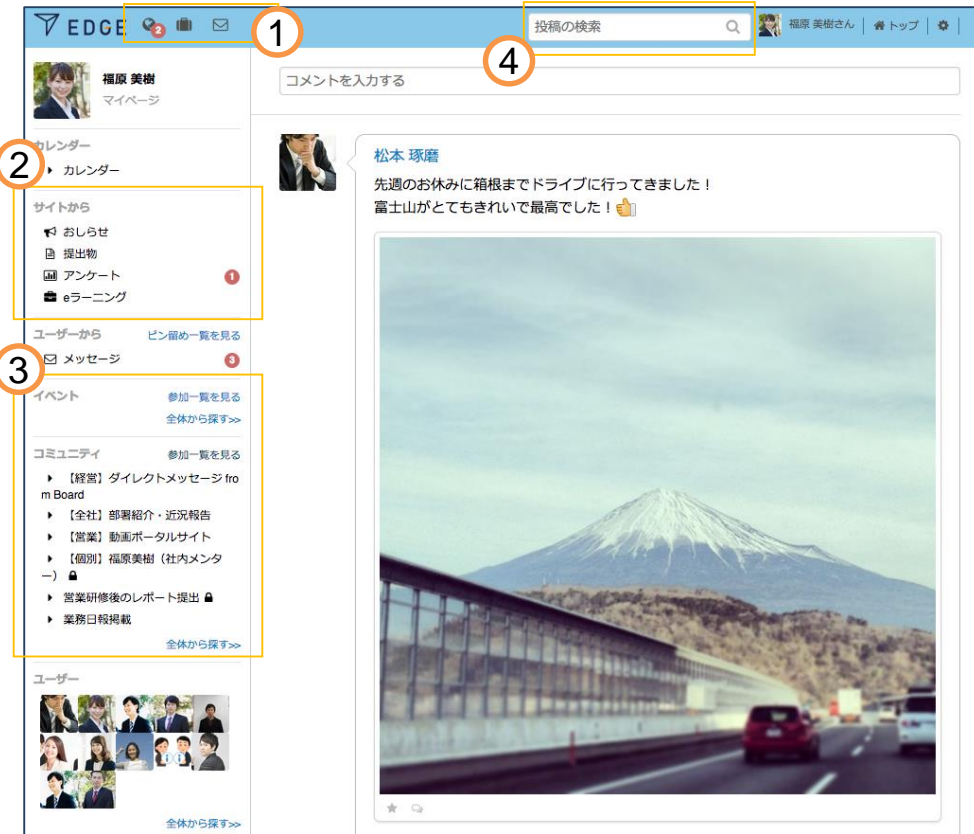 EDGE
2
1
投稿の検索
4
福原 美樹さん
トップ
福原 美樹
マイページ
カレンダー
2
カレンダー
サイトから
おしらせ
提出物
アンケート 1
eラーニング
ユーザーから ピン留め一覧を見る
メッセージ 3
3
イベント 参加一覧を見る
全体から探す>>
コミュニティ 参加一覧を見る
【経営】ダイレクトメッセージ fro
m Board
【全社】部署紹介・近況報告
【営業】動画ポータルサイト
【個別】福原美樹（社内メンタ
ー）
営業研修後のレポート提出
業務日報掲載
全体から探す>>
ユーザー
全体から探す>>
コメントを入力する
松本 琢磨
先週のお休みに箱根までドライブに行ってきました！
富士山がとてもきれいで最高でした！